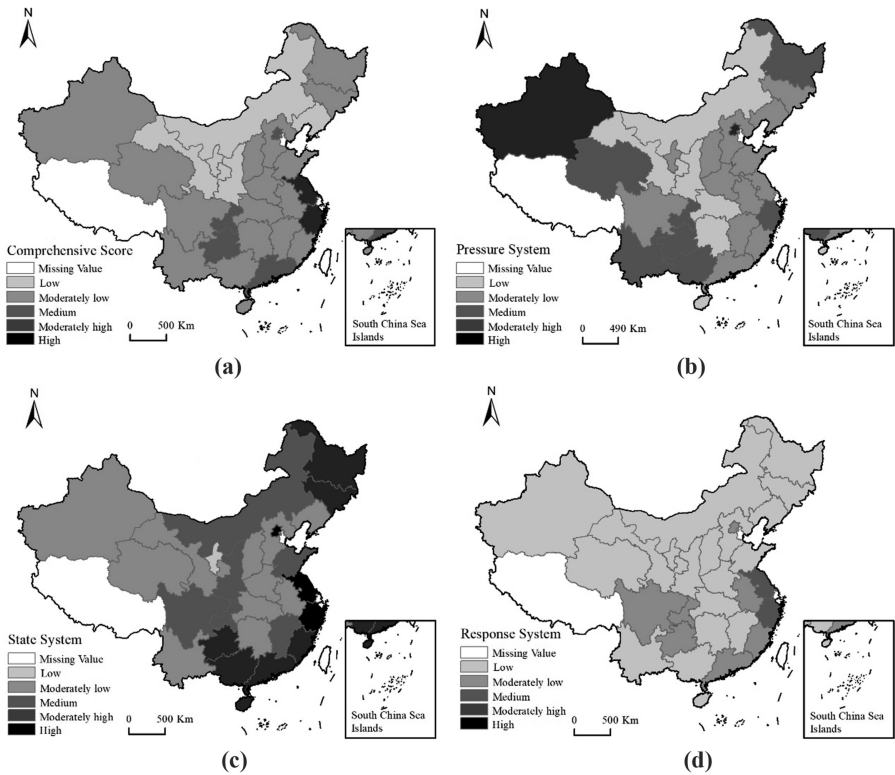 N
Comprehensive Score
Missing Value
Low
Moderately low
Medium
Moderately high
High
0 500 Km
South China Sea
Islands
(a)
N
Pressure System
Missing Value
Low
Moderately low
Medium
Moderately high
High
0 490 Km
South China Sea
Islands
(b)
N
State System
Missing Value
Low
Moderately low
Medium
Moderately high
High
0 500 Km
South China Sea
Islands
(c)
N
Response System
Missing Value
Low
Moderately low
Medium
Moderately high
High
0 500 Km
South China Sea
Islands
(d)